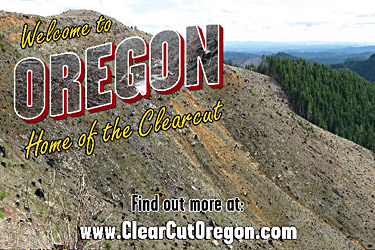 Welcome to
OREGON
Home of the Clearcut
Find out more at:
www.ClearCutOregon.com